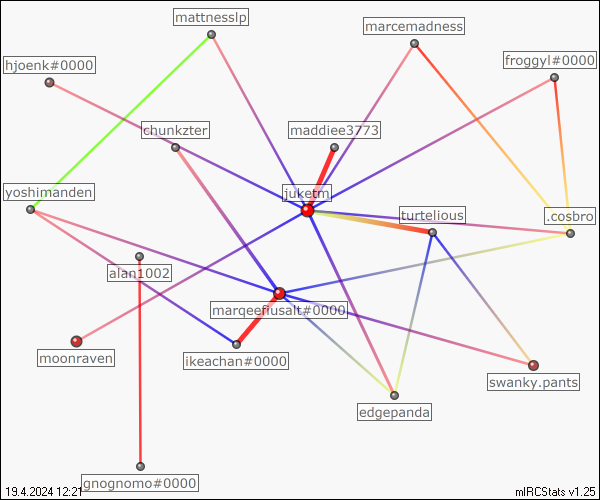 mattnesslp
marcemadness
hjoenk#0000
froggyl#0000
chunkzter
maddiee3773
yoshimanden
juketm
turtelious
.cosbro
alan1002
marqeefiusalt#0000
moonraven
ikeachan#0000
swanky.pants
edgepanda
gnognomo#0000
19.4.2024 12:21
mIRCStats v1.25